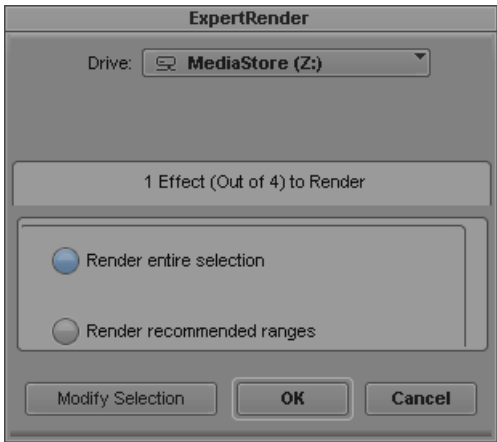 ExpertRender
Drive: MediaStore (Z:)
1 Effect (Out of 4) to Render
Render entire selection
Render recommended ranges
Modify Selection OK Cancel